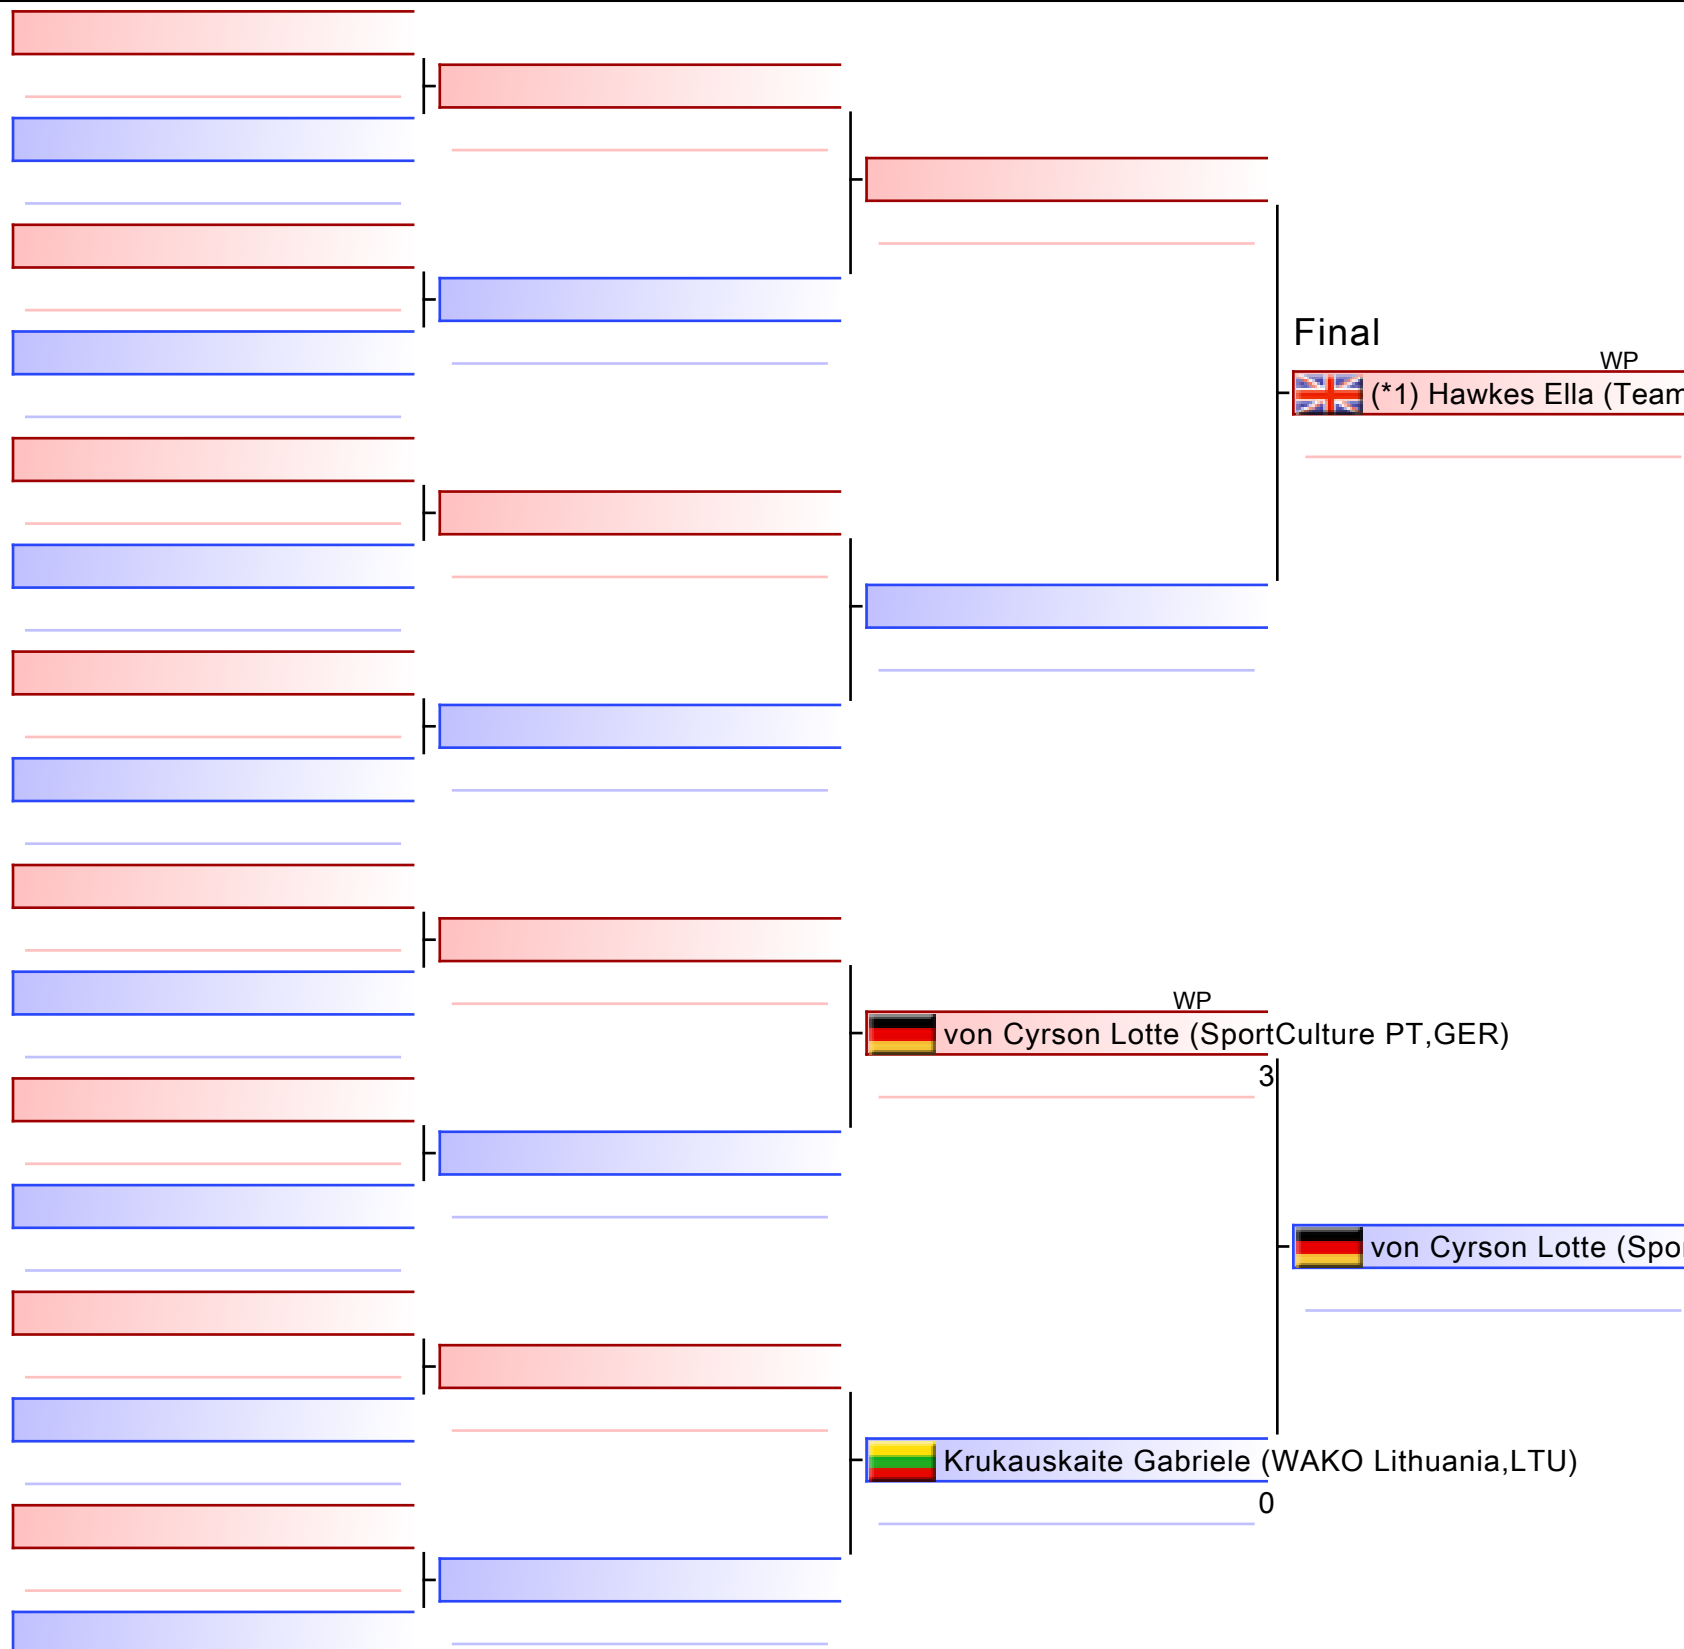 Final
WP
(*1) Hawkes Ella (Team
WP
von Cyrson Lotte (SportCulture PT,GER)
3
von Cyrson Lotte (Spo
Krukauskaite Gabriele (WAKO Lithuania,LTU)
0